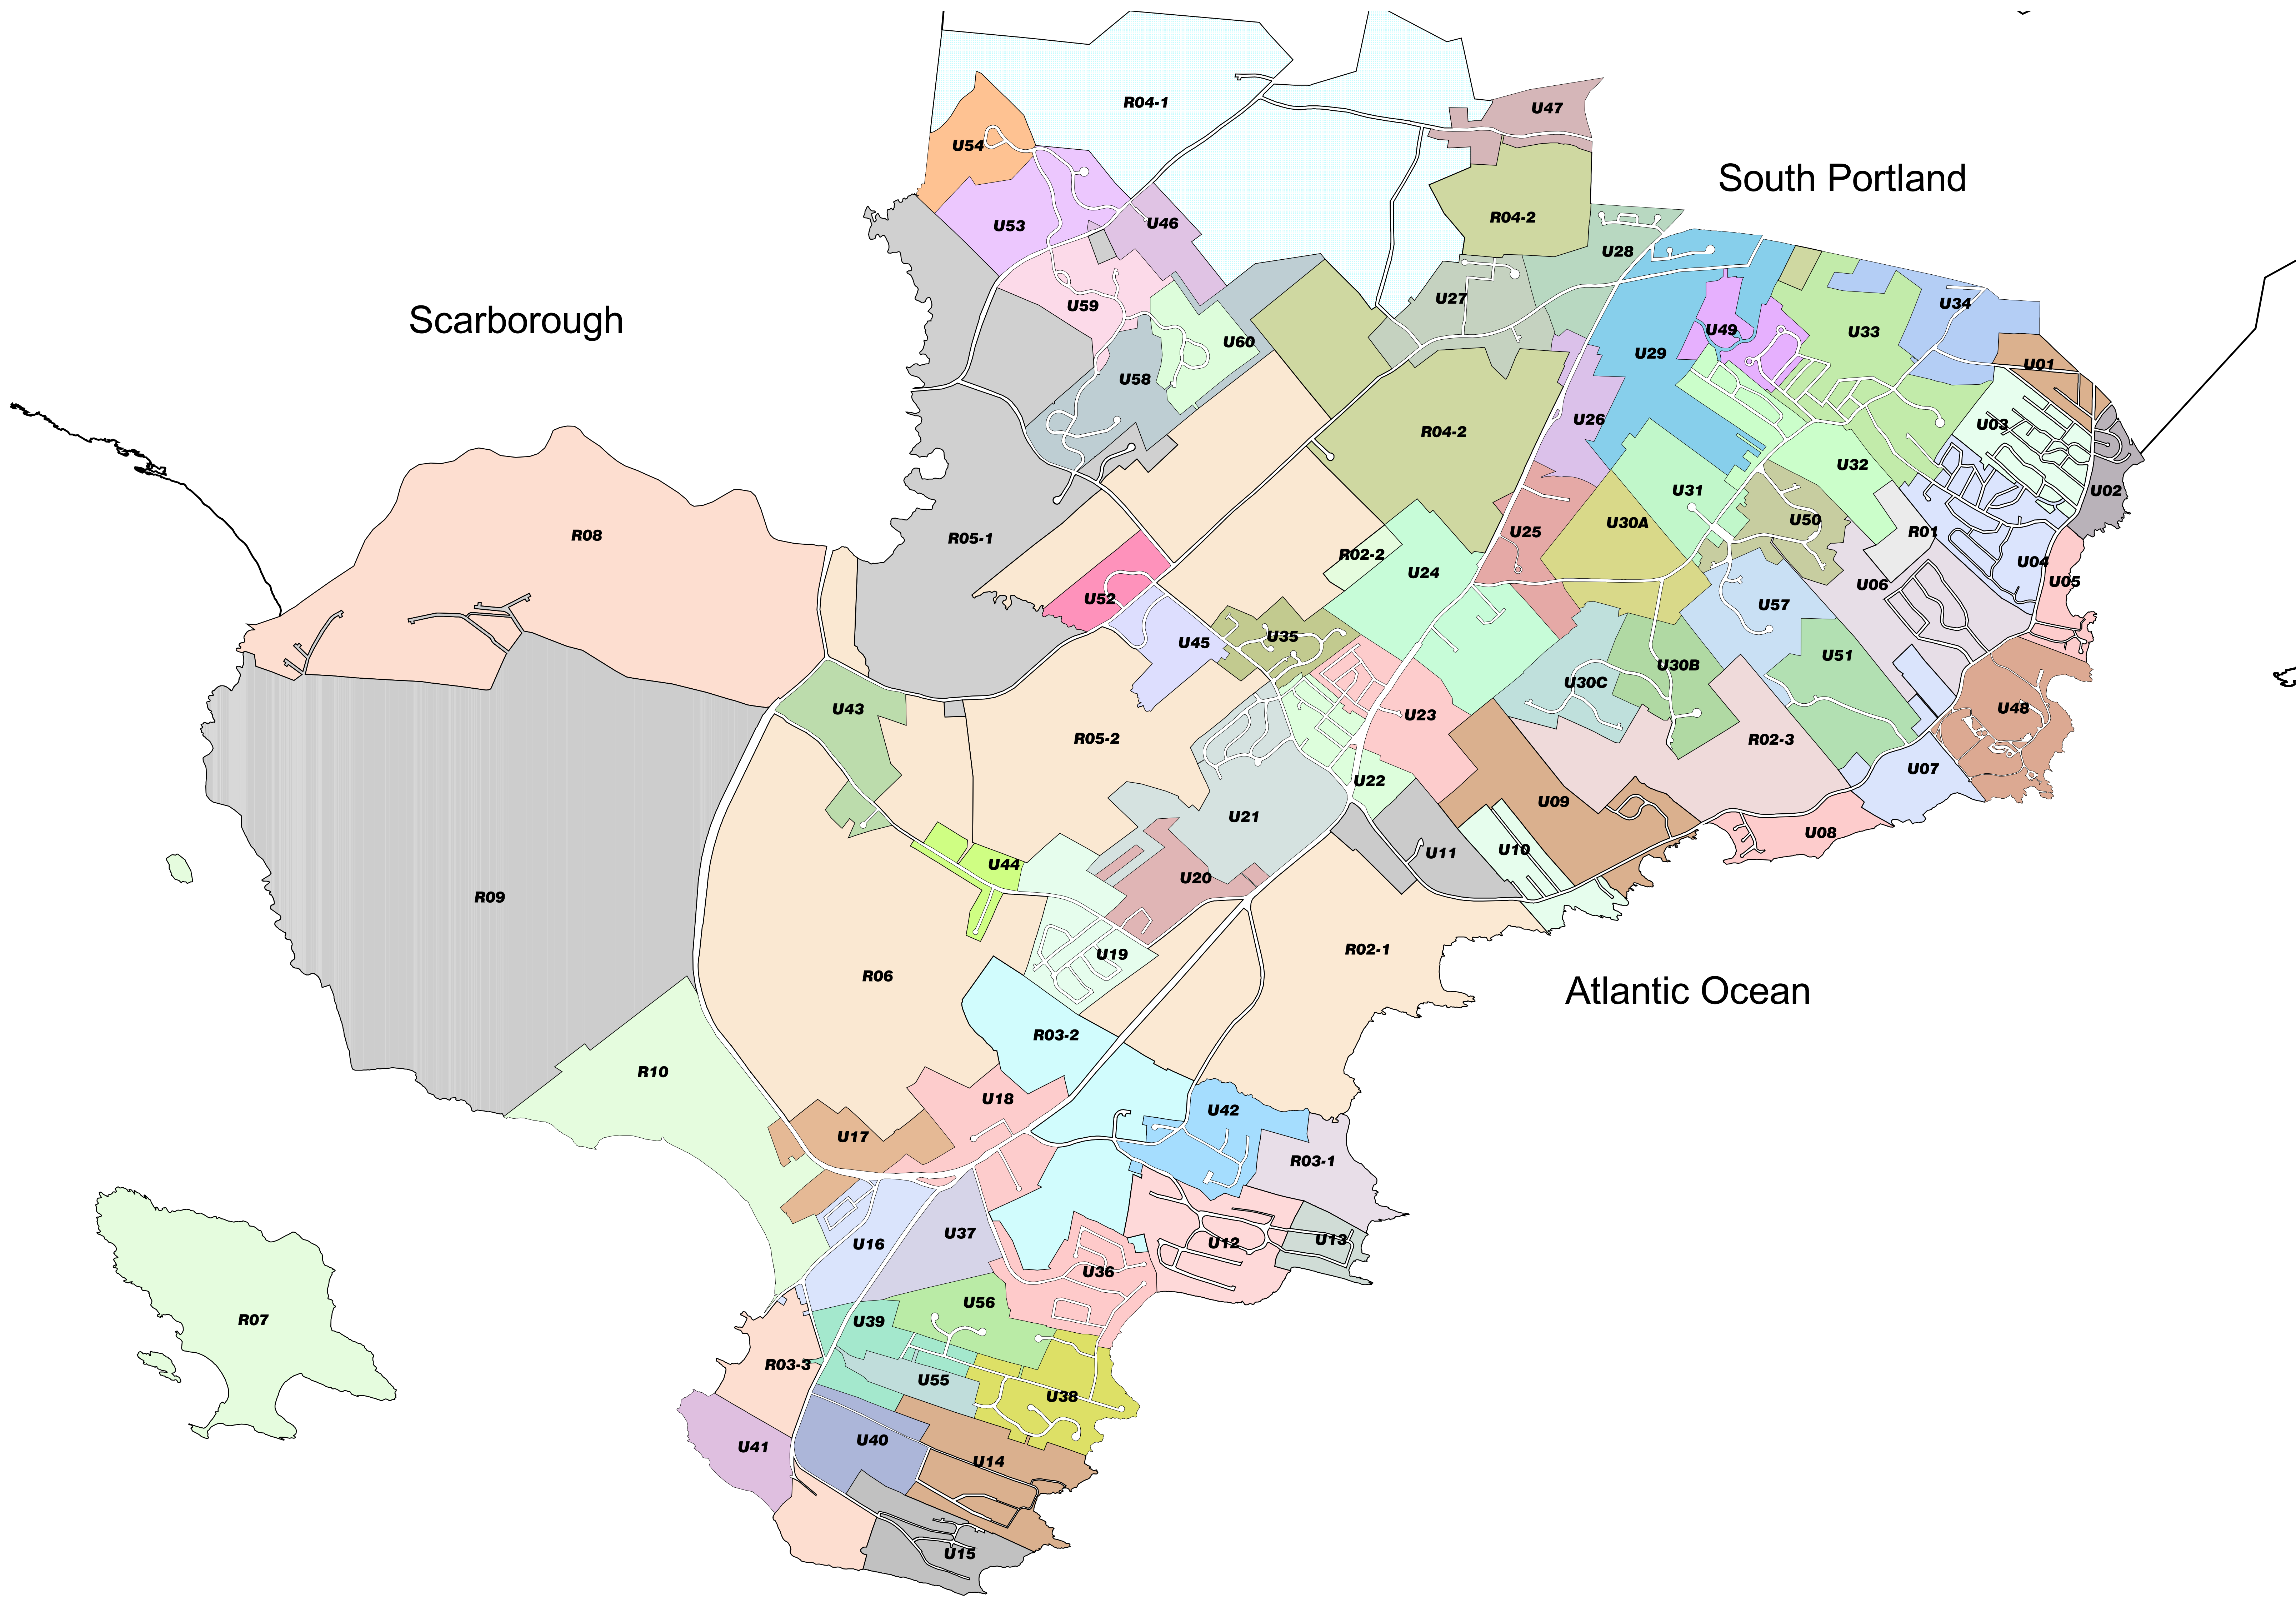 R04-1
U47
U54
South Portland
R04-2
U53
U46
U28
U27
U59
U34
Scarborough
U49
U33
U60
U29
U01
U58
U26
U03
R04-2
U32
U31
U02
U30A
U50
R01
U25
R08
R05-1
R02-2
U04
U24
U05
U06
U52
U57
U35
U45
U51
U30B
U30C
U43
U48
U23
R05-2
R02-3
U07
U22
U09
U21
U08
U10
U11
U44
U20
R09
R02-1
U19
R06
Atlantic Ocean
R03-2
R10
U18
U42
U17
R03-1
U37
U13
U16
U12
U36
U56
R07
U39
R03-3
U55
U38
U40
U41
U14
U15